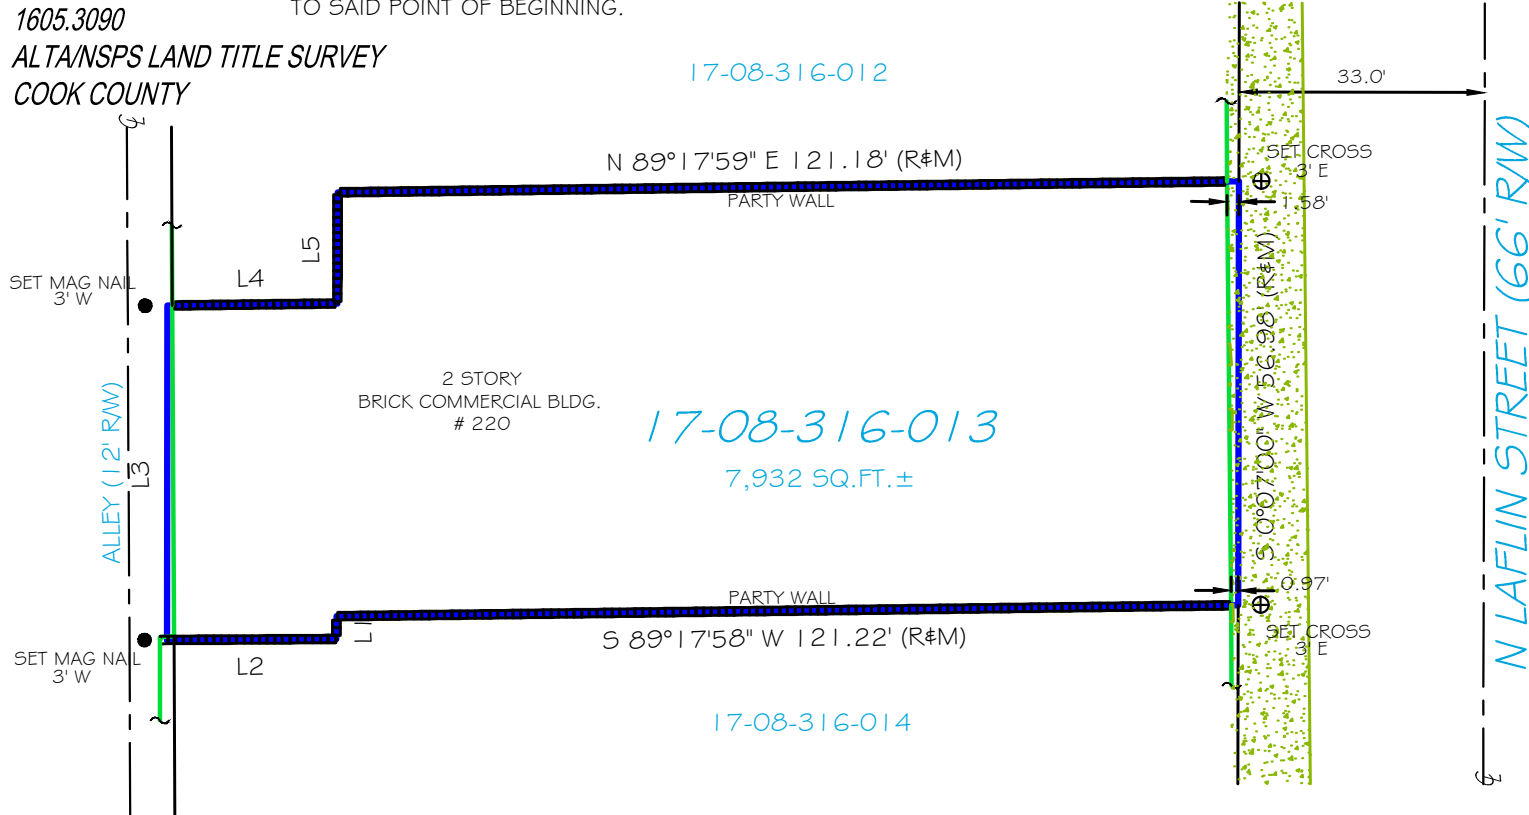 TO SAID POINT OF BEGINNING.
1605.3090
ALTA/NSPS LAND TITLE SURVEY
COOK COUNTY
17-08-316-012
33.0'
N 89°17'59" E 121.18' (R&M)
PARTY WALL
SET CROSS
3' E
1.58'
L5
L4
SET MAG NAIL
3' W
2 STORY
BRICK COMMERCIAL BLDG.
# 220
17-08-316-013
7,932 SQ.FT.±
ALLEY (12' R/W)
L3
S 0°07'00" W 56.98 (R&M)
N LAFLIN STREET (66' R/W)
0.97'
PARTY WALL
L1
S 89°17'58" W 121.22' (R&M)
SET CROSS
3' E
SET MAG NAIL
3' W
L2
17-08-316-014